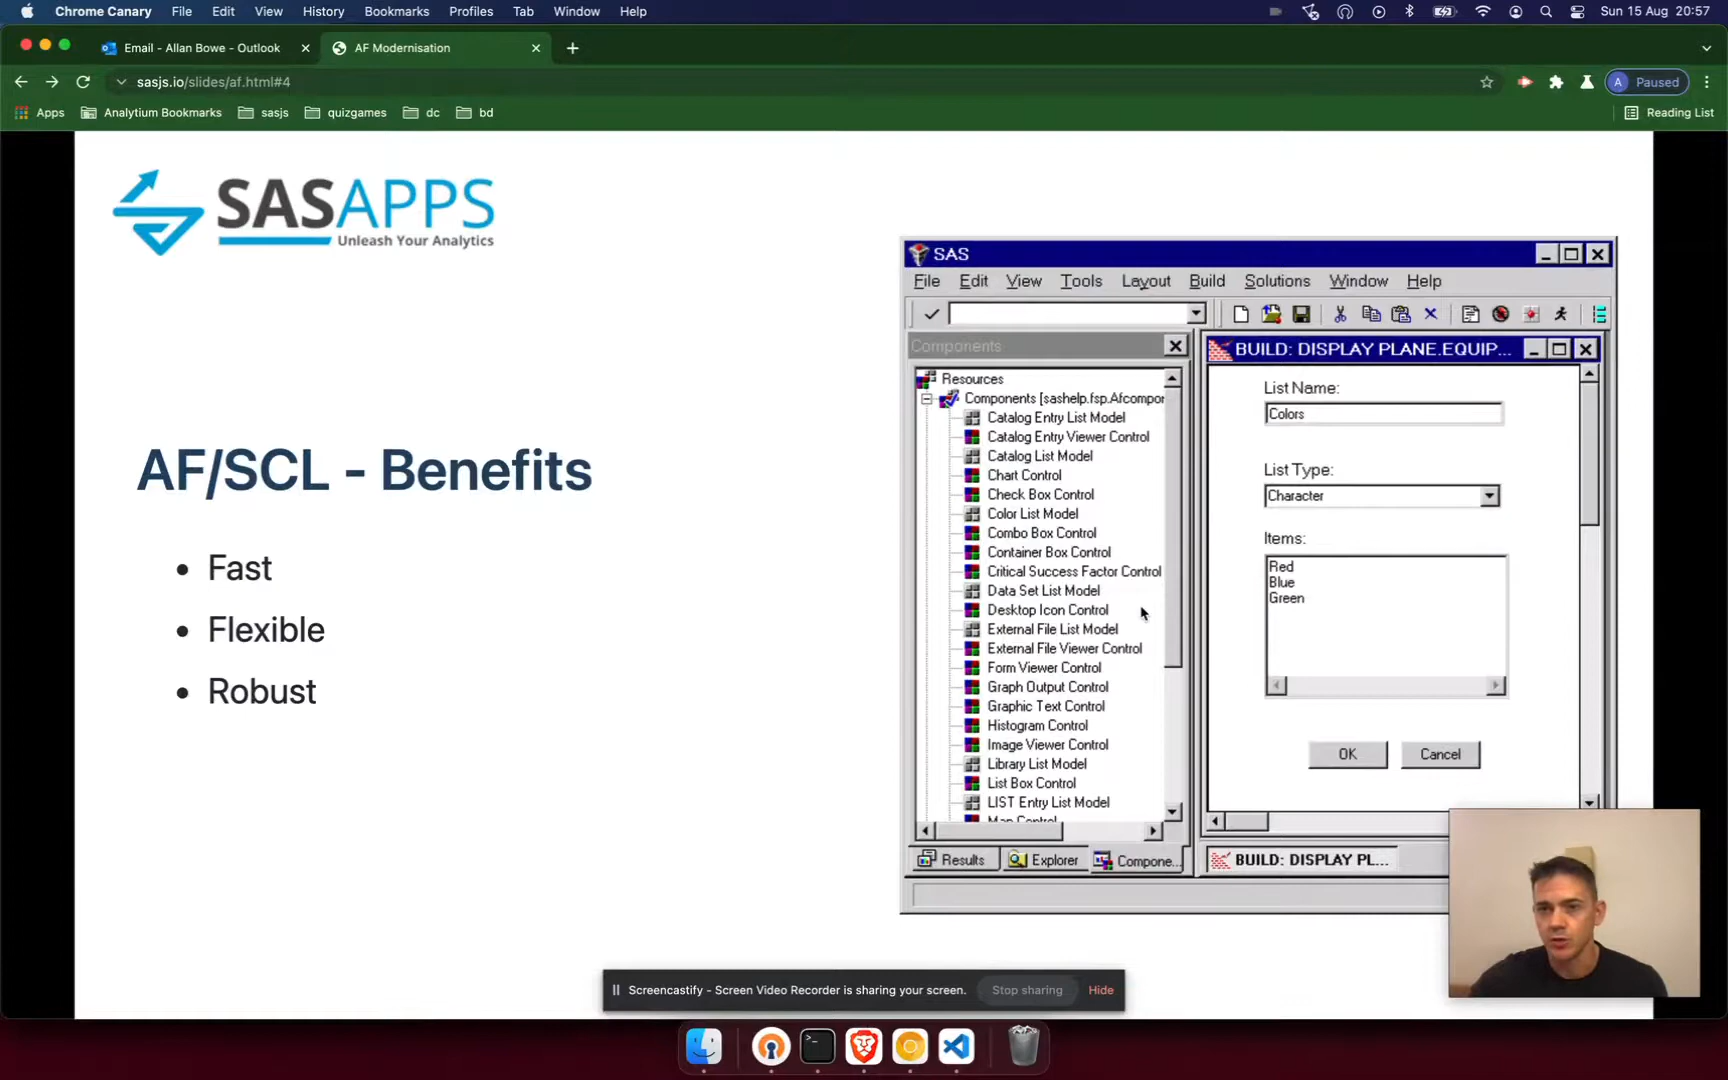 Chrome Canary File Edit View History Bookmarks Profiles Tab Window Help Sun 15 Aug 20:57
Email - Allan Bowe - Outlook AF Modernisation
sasjs.io/slides/af.html#4 A Paused
Apps Analytium Bookmarks sasjs quizgames dc bd Reading List
SASAPPS
Unleash Your Analytics
AF/SCL - Benefits
Fast
Flexible
Robust
SAS
File Edit View Tools Layout Build Solutions Window Help
Components
Resources
Components [sashelp.fsp.Afcompor
Catalog Entry List Model
Catalog Entry Viewer Control
Catalog List Model
Chart Control
Check Box Control
Color List Model
Combo Box Control
Container Box Control
Critical Success Factor Control
Data Set List Model
Desktop Icon Control
External File List Model
External File Viewer Control
Form Viewer Control
Graph Output Control
Graphic Text Control
Histogram Control
Image Viewer Control
Library List Model
List Box Control
LIST Entry List Model
Map Control
Results Explorer Compone...
BUILD: DISPLAY PLANE.EQUIP...
List Name:
Colors
List Type:
Character
Items:
Red
Blue
Green
OK Cancel
BUILD: DISPLAY PL...
Screencastify - Screen Video Recorder is sharing your screen. Stop sharing Hide